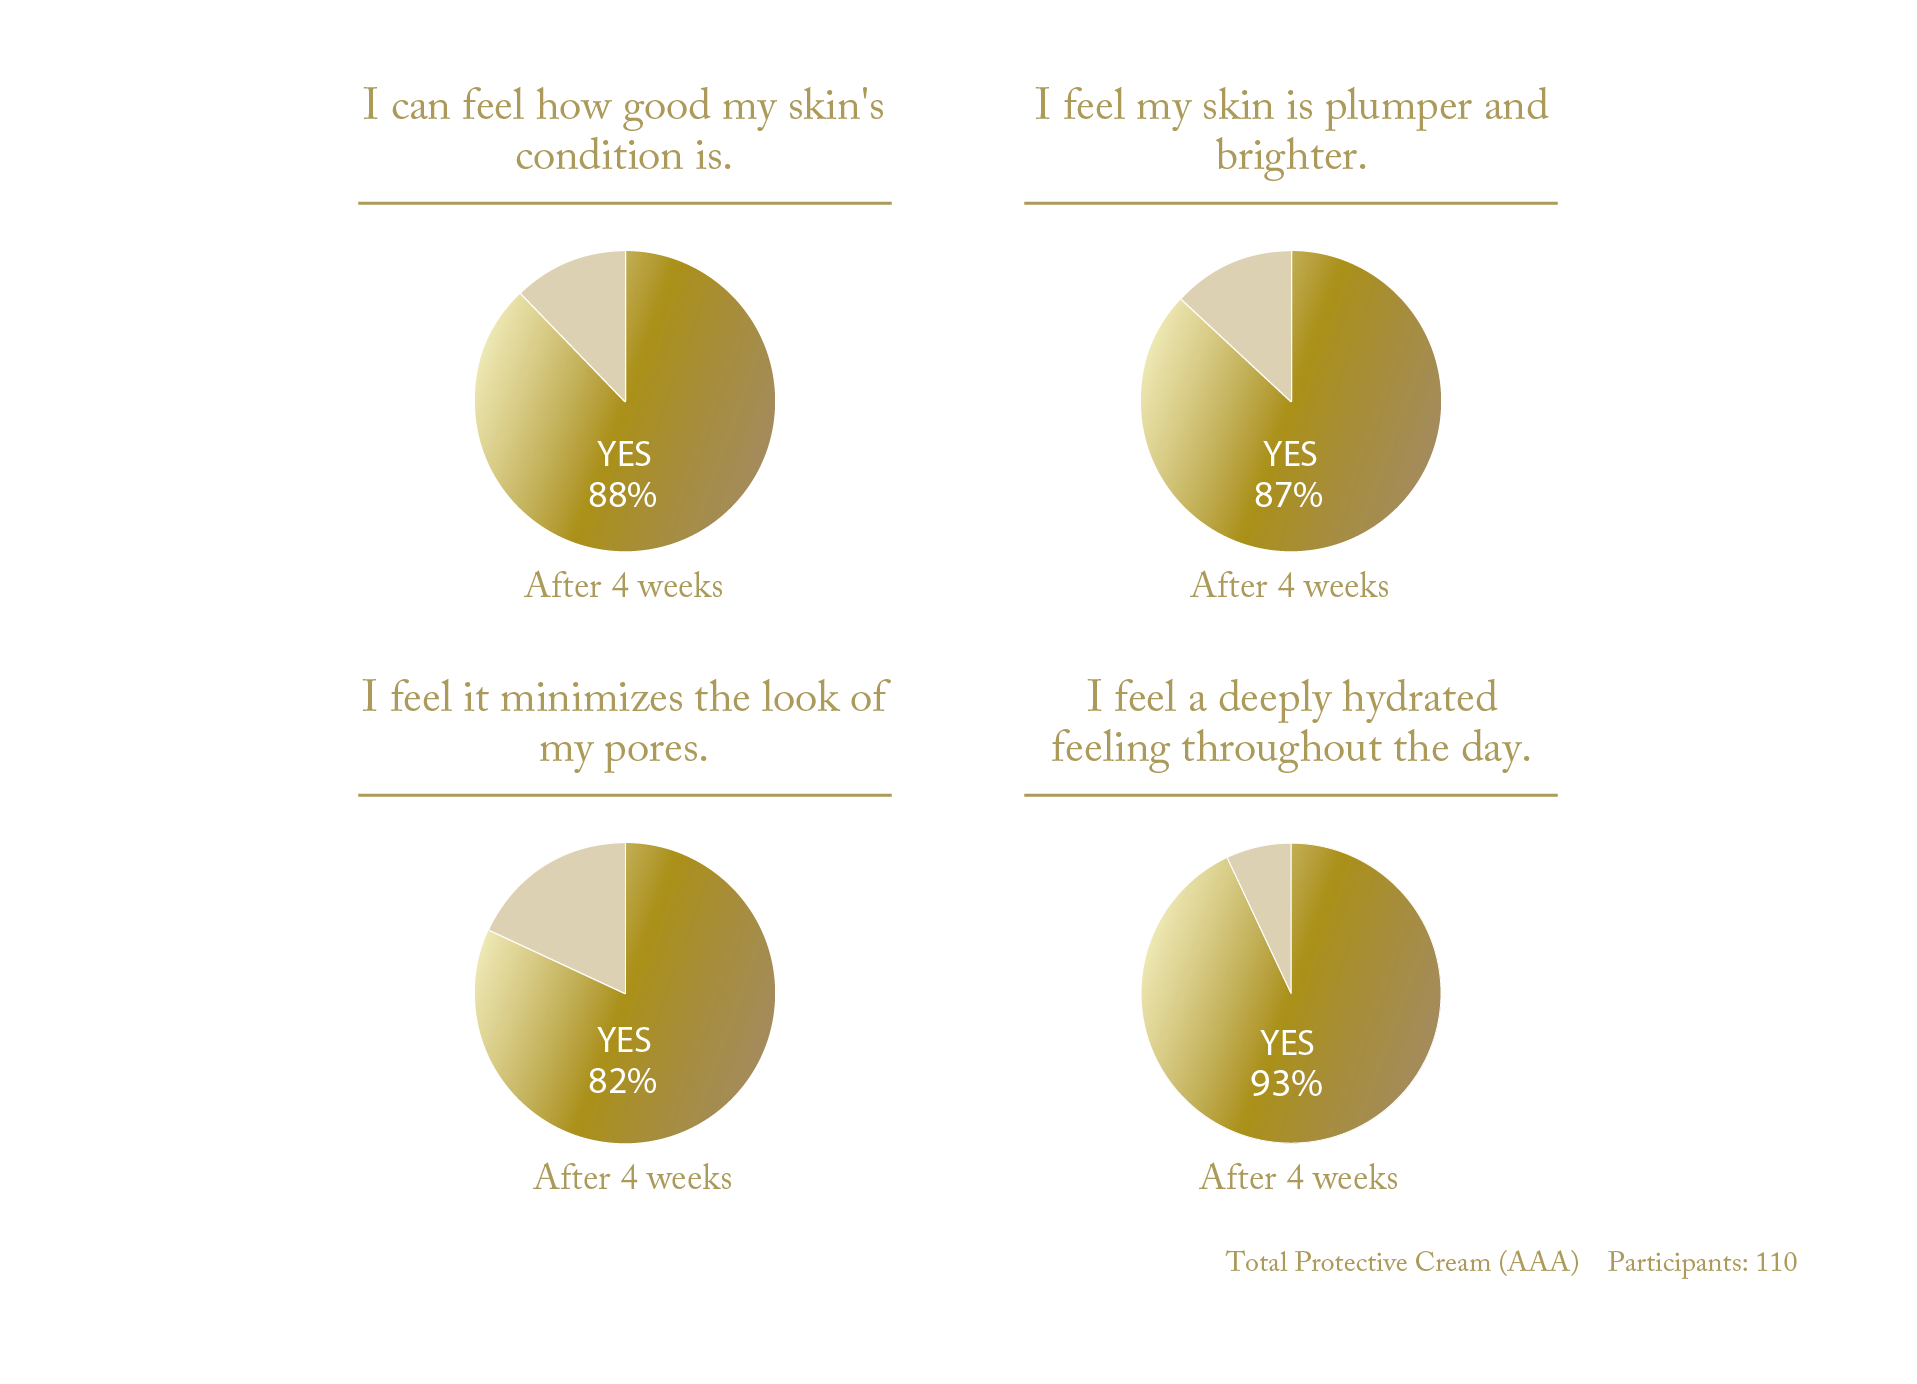 I can feel how good my skin's
condition is.
YES
88%
After 4 weeks
I feel my skin is plumper and
brighter.
YES
87%
After 4 weeks
I feel it minimizes the look of
my pores.
YES
82%
After 4 weeks
I feel a deeply hydrated
feeling throughout the day.
YES
93%
After 4 weeks
Total Protective Cream (AAA) Participants: 110